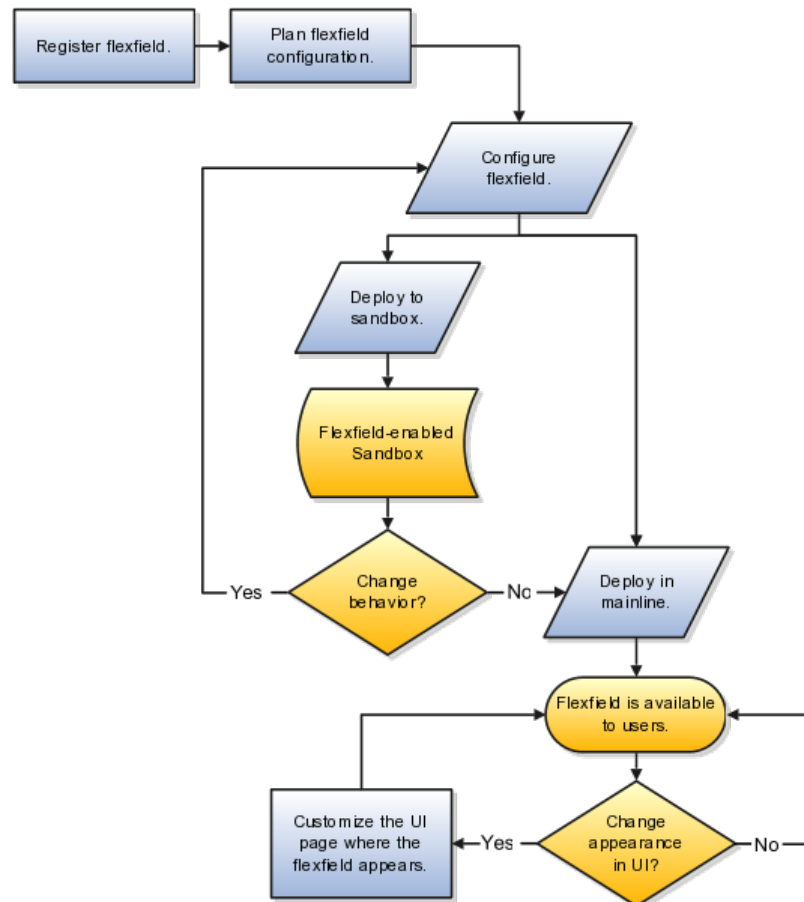 Register flexfield.
Plan flexfield
configuration.
Configure
flexfield.
Deploy to
sandbox.
Flexfield-enabled
Sandbox
Change
behavior?
Yes
No
Deploy in
mainline.
Flexfield is available
to users.
Customize the UI
page where the
flexfield appears.
Yes
Change
appearance
in UI?
No